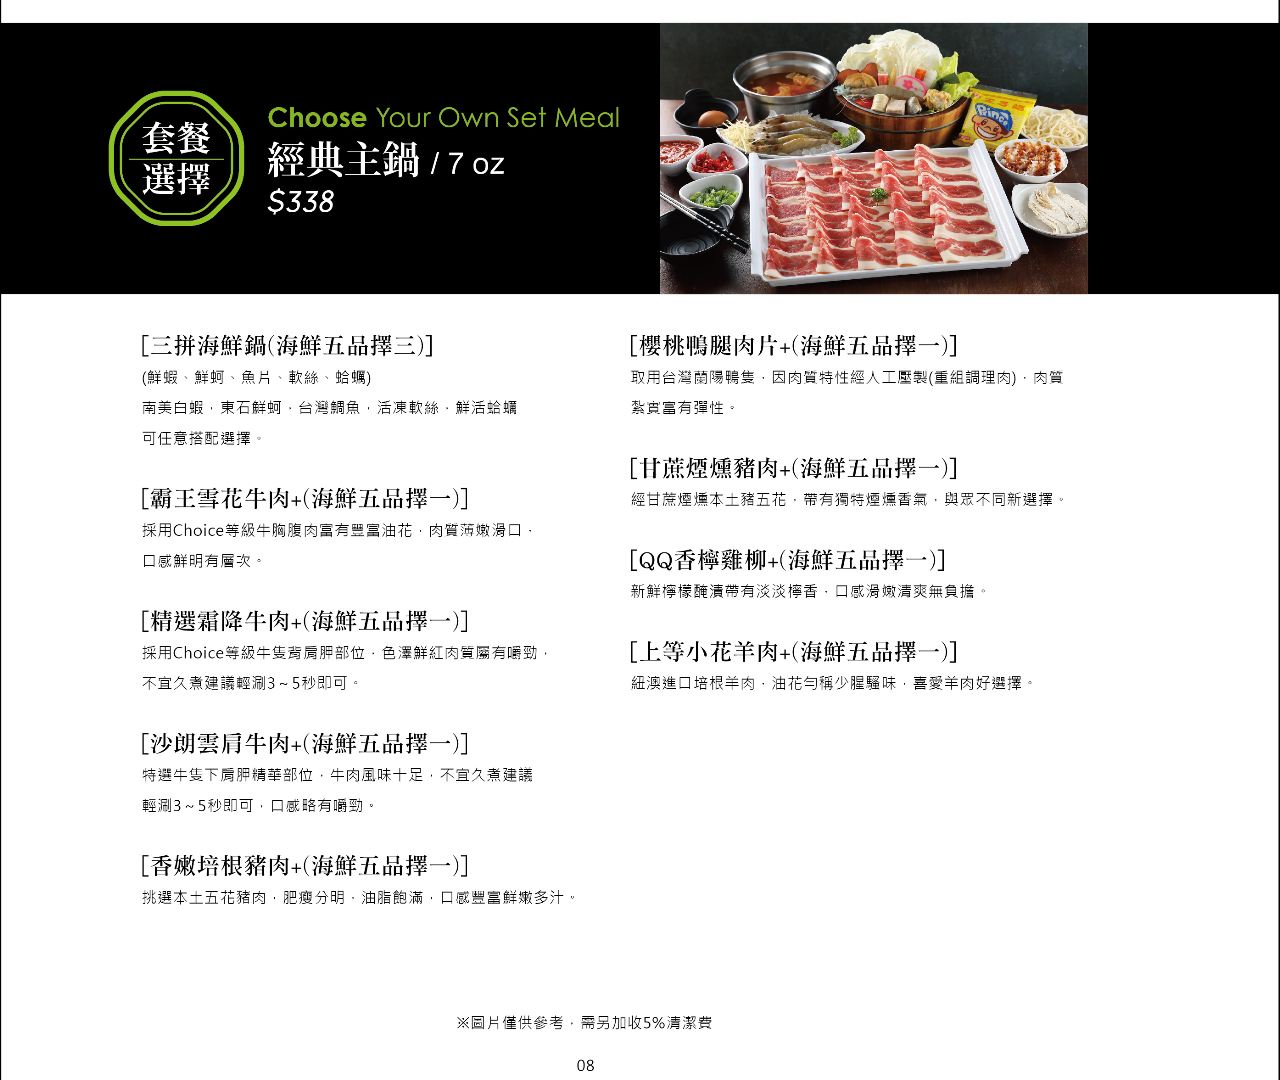 套餐
選擇
Choose Your Own Set Meal
經典主鍋 / 7 oz
$338
[三拼海鮮鍋(海鮮五品擇三)]
(鮮蝦、鮮蚵、魚片、軟絲、蛤蠣)
南美白蝦，東石鮮蚵，台灣鯛魚，活凍軟絲，鮮活蛤蠣
可任意搭配選擇。
[霸王雪花牛肉+(海鮮五品擇一)]
採用Choice等級牛胸腹肉富有豐富油花，肉質薄嫩滑口，
口感鮮明有層次。
[精選霜降牛肉+(海鮮五品擇一)]
採用Choice等級牛隻背肩胛部位，色澤鮮紅肉質屬有嚼勁，
不宜久煮建議輕涮3~5秒即可。
[沙朗雲肩牛肉+(海鮮五品擇一)]
特選牛隻下肩胛精華部位，牛肉風味十足，不宜久煮建議
輕涮3~5秒即可，口感略有嚼勁。
[香嫩培根豬肉+(海鮮五品擇一)]
挑選本土五花豬肉，肥瘦分明，油脂飽滿，口感豐富鮮嫩多汁。
[櫻桃鴨腿肉片+(海鮮五品擇一)]
取用台灣蘭陽鴨隻，因肉質特性經人工壓製(重組調理肉)，肉質
紮實富有彈性。
[甘蔗煙燻豬肉+(海鮮五品擇一)]
經甘蔗煙燻本土豬五花，帶有獨特煙燻香氣，與眾不同新選擇。
[QQ香檸雞柳+(海鮮五品擇一)]
新鮮檸檬醃漬帶有淡淡檸香，口感滑嫩清爽無負擔。
[上等小花羊肉+(海鮮五品擇一)]
紐澳進口培根羊肉，油花勻稱少腥騷味，喜愛羊肉好選擇。
※圖片僅供參考，需另加收5%清潔費
08